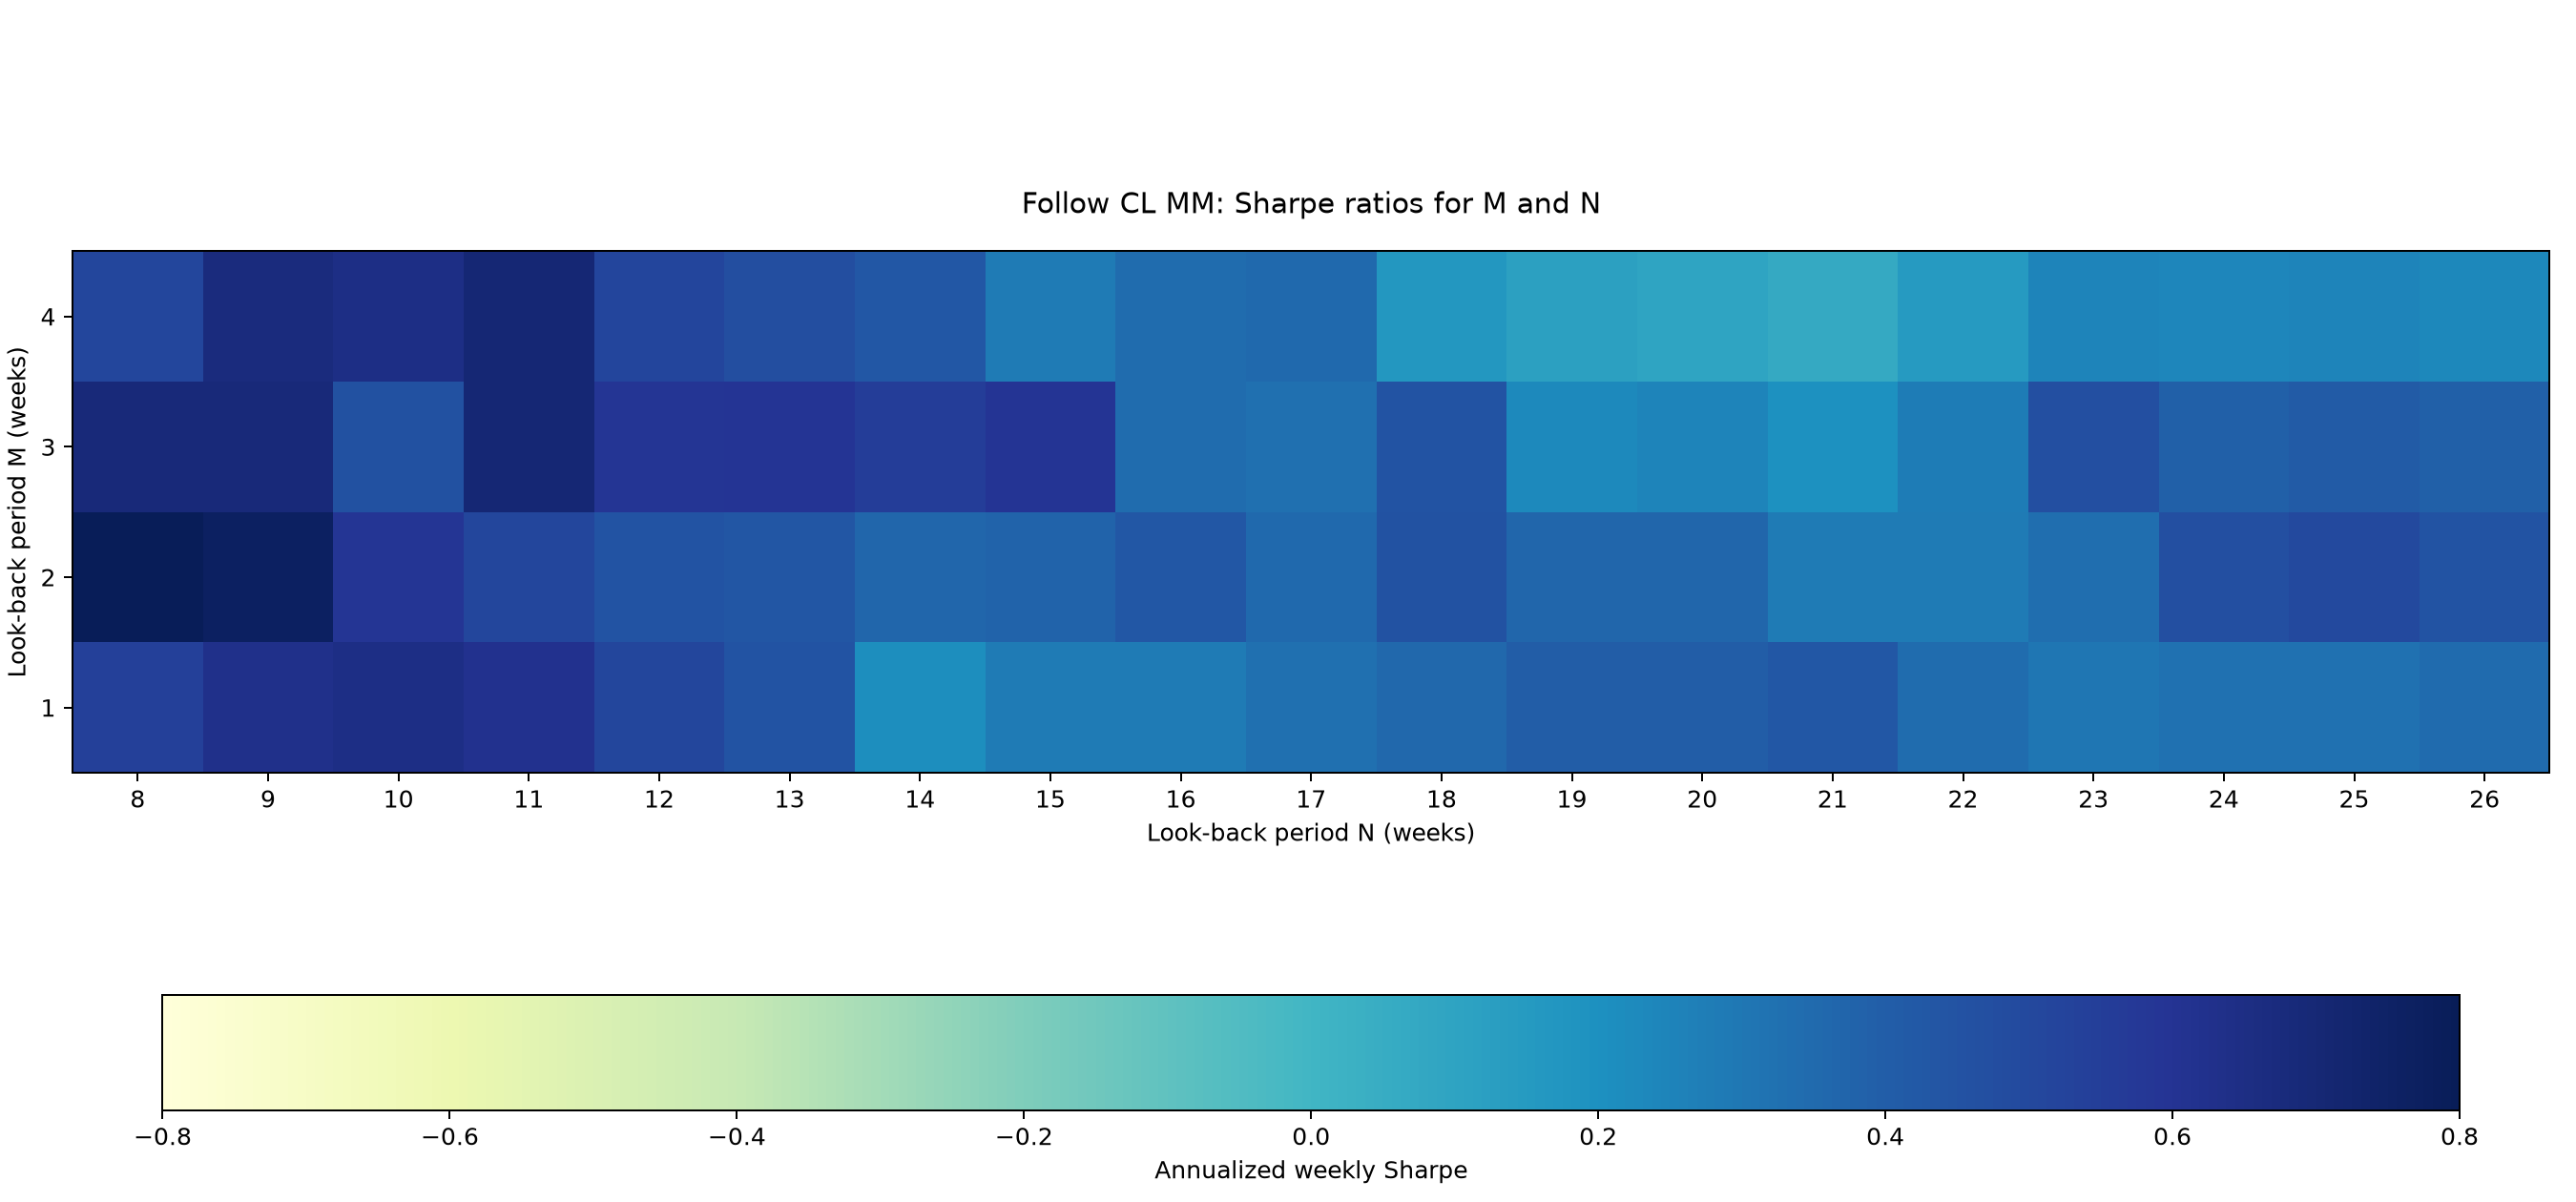 Follow CL MM: Sharpe ratios for M and N
Look-back period M (weeks)
4
3
2
1
8 9 10 11 12 13 14 15 16 17 18 19 20 21 22 23 24 25 26
Look-back period N (weeks)
−0.8 −0.6 −0.4 −0.2 0.0 0.2 0.4 0.6 0.8
Annualized weekly Sharpe